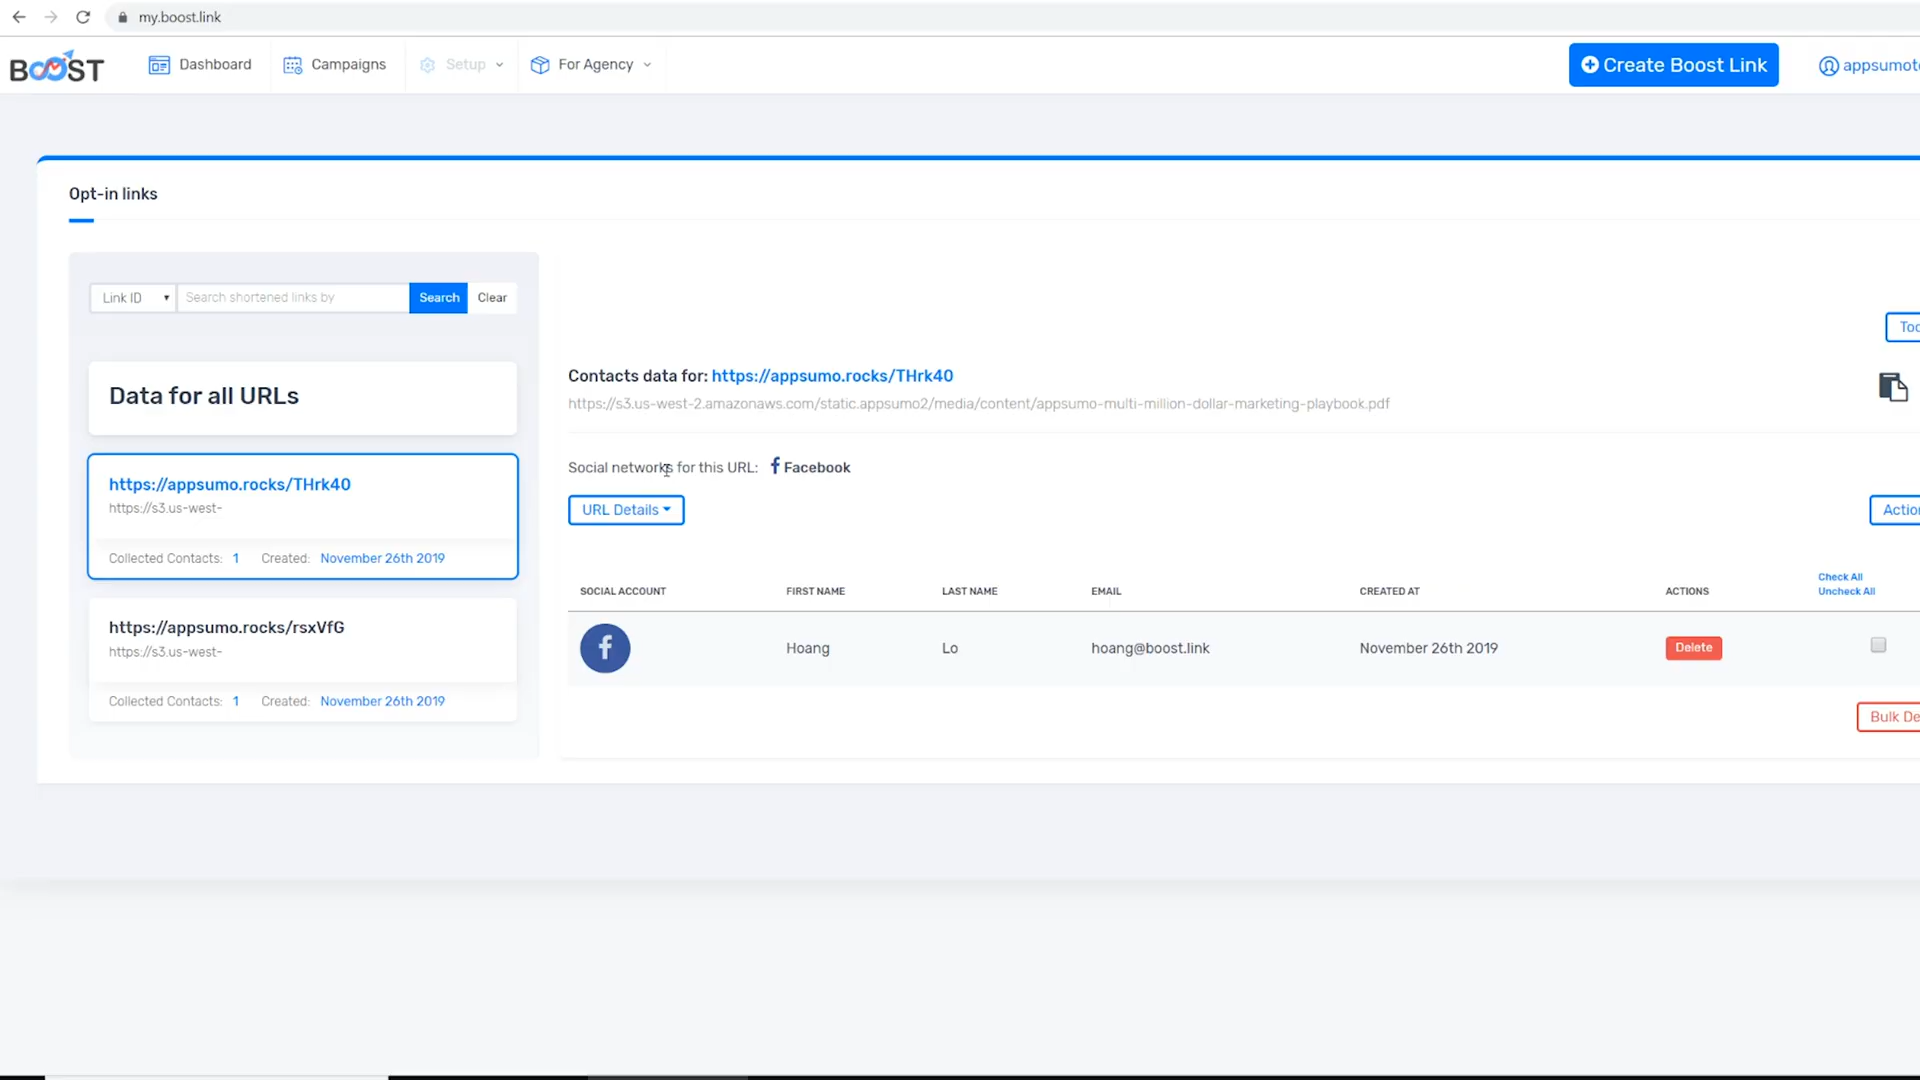 my.boost.link
BOOST
Dashboard
Campaigns
Setup
For Agency
Create Boost Link
Opt-in links
Link ID
Search shortened links by
Search
Clear
Data for all URLs
https://appsumo.rocks/THrk40
https://s3.us-west-
Collected Contacts: 1 Created: November 26th 2019
https://appsumo.rocks/rsxVfG
https://s3.us-west-
Collected Contacts: 1 Created: November 26th 2019
Contacts data for: https://appsumo.rocks/THrk40
https://s3.us-west-2.amazonaws.com/static.appsumo2/media/content/appsumo-multi-million-dollar-marketing-playbook.pdf
Social networks for this URL: Facebook
URL Details
SOCIAL ACCOUNT FIRST NAME LAST NAME EMAIL CREATED AT ACTIONS
Check All
Uncheck All
Hoang Lo hoang@boost.link November 26th 2019 Delete
Bulk De